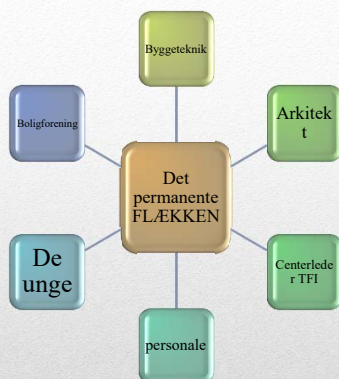 Byggeteknik
Arkitek
t
Centerlede
r TFI
personale
De
unge
Boligforening
Det
permanente
FLÆKKEN